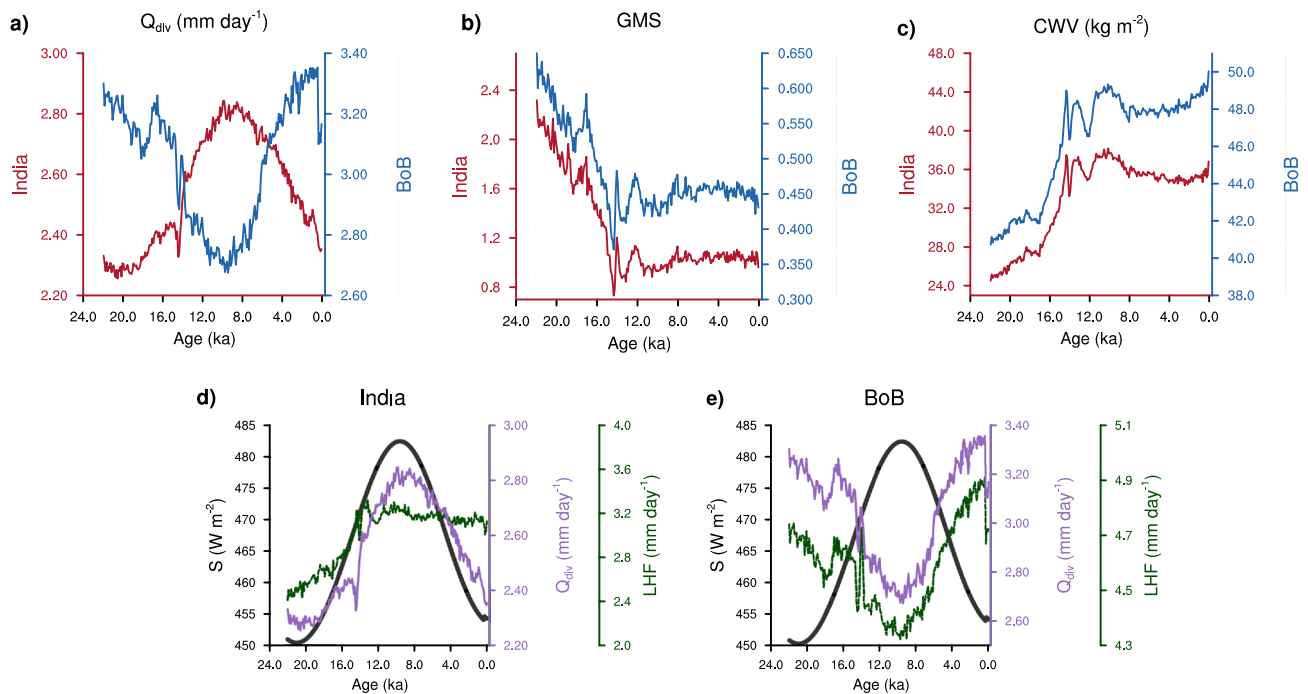 a)
Q_dıv (mm day⁻¹)
3.00
2.80
2.60
2.40
2.20
India
3.40
3.20
3.00
2.80
2.60
BoB
24.0 20.0 16.0 12.0 8.0 4.0 0.0
Age (ka)
b)
GMS
2.4
2.0
1.6
1.2
0.8
India
0.650
0.600
0.550
0.500
0.450
0.400
0.350
0.300
BoB
24.0 20.0 16.0 12.0 8.0 4.0 0.0
Age (ka)
c)
CWV (kg m⁻²)
48.0
44.0
40.0
36.0
32.0
28.0
24.0
India
50.0
48.0
46.0
44.0
42.0
40.0
38.0
BoB
24.0 20.0 16.0 12.0 8.0 4.0 0.0
Age (ka)
d)
Indıa
485
480
475
470
465
460
455
450
S (W m⁻²)
3.00
2.80
2.60
2.40
2.20
Q_div (mm day⁻¹)
4.0
3.6
3.2
2.8
2.4
2.0
LHF (mm day⁻¹)
24.0 20.0 16.0 12.0 8.0 4.0 0.0
Age (ka)
e)
BoB
485
480
475
470
465
460
455
450
S (W m⁻²)
3.40
3.20
3.00
2.80
2.60
Q_div (mm day⁻¹)
5.1
4.9
4.7
4.5
4.3
LHF (mm day⁻¹)
24.0 20.0 16.0 12.0 8.0 4.0 0.0
Age (ka)